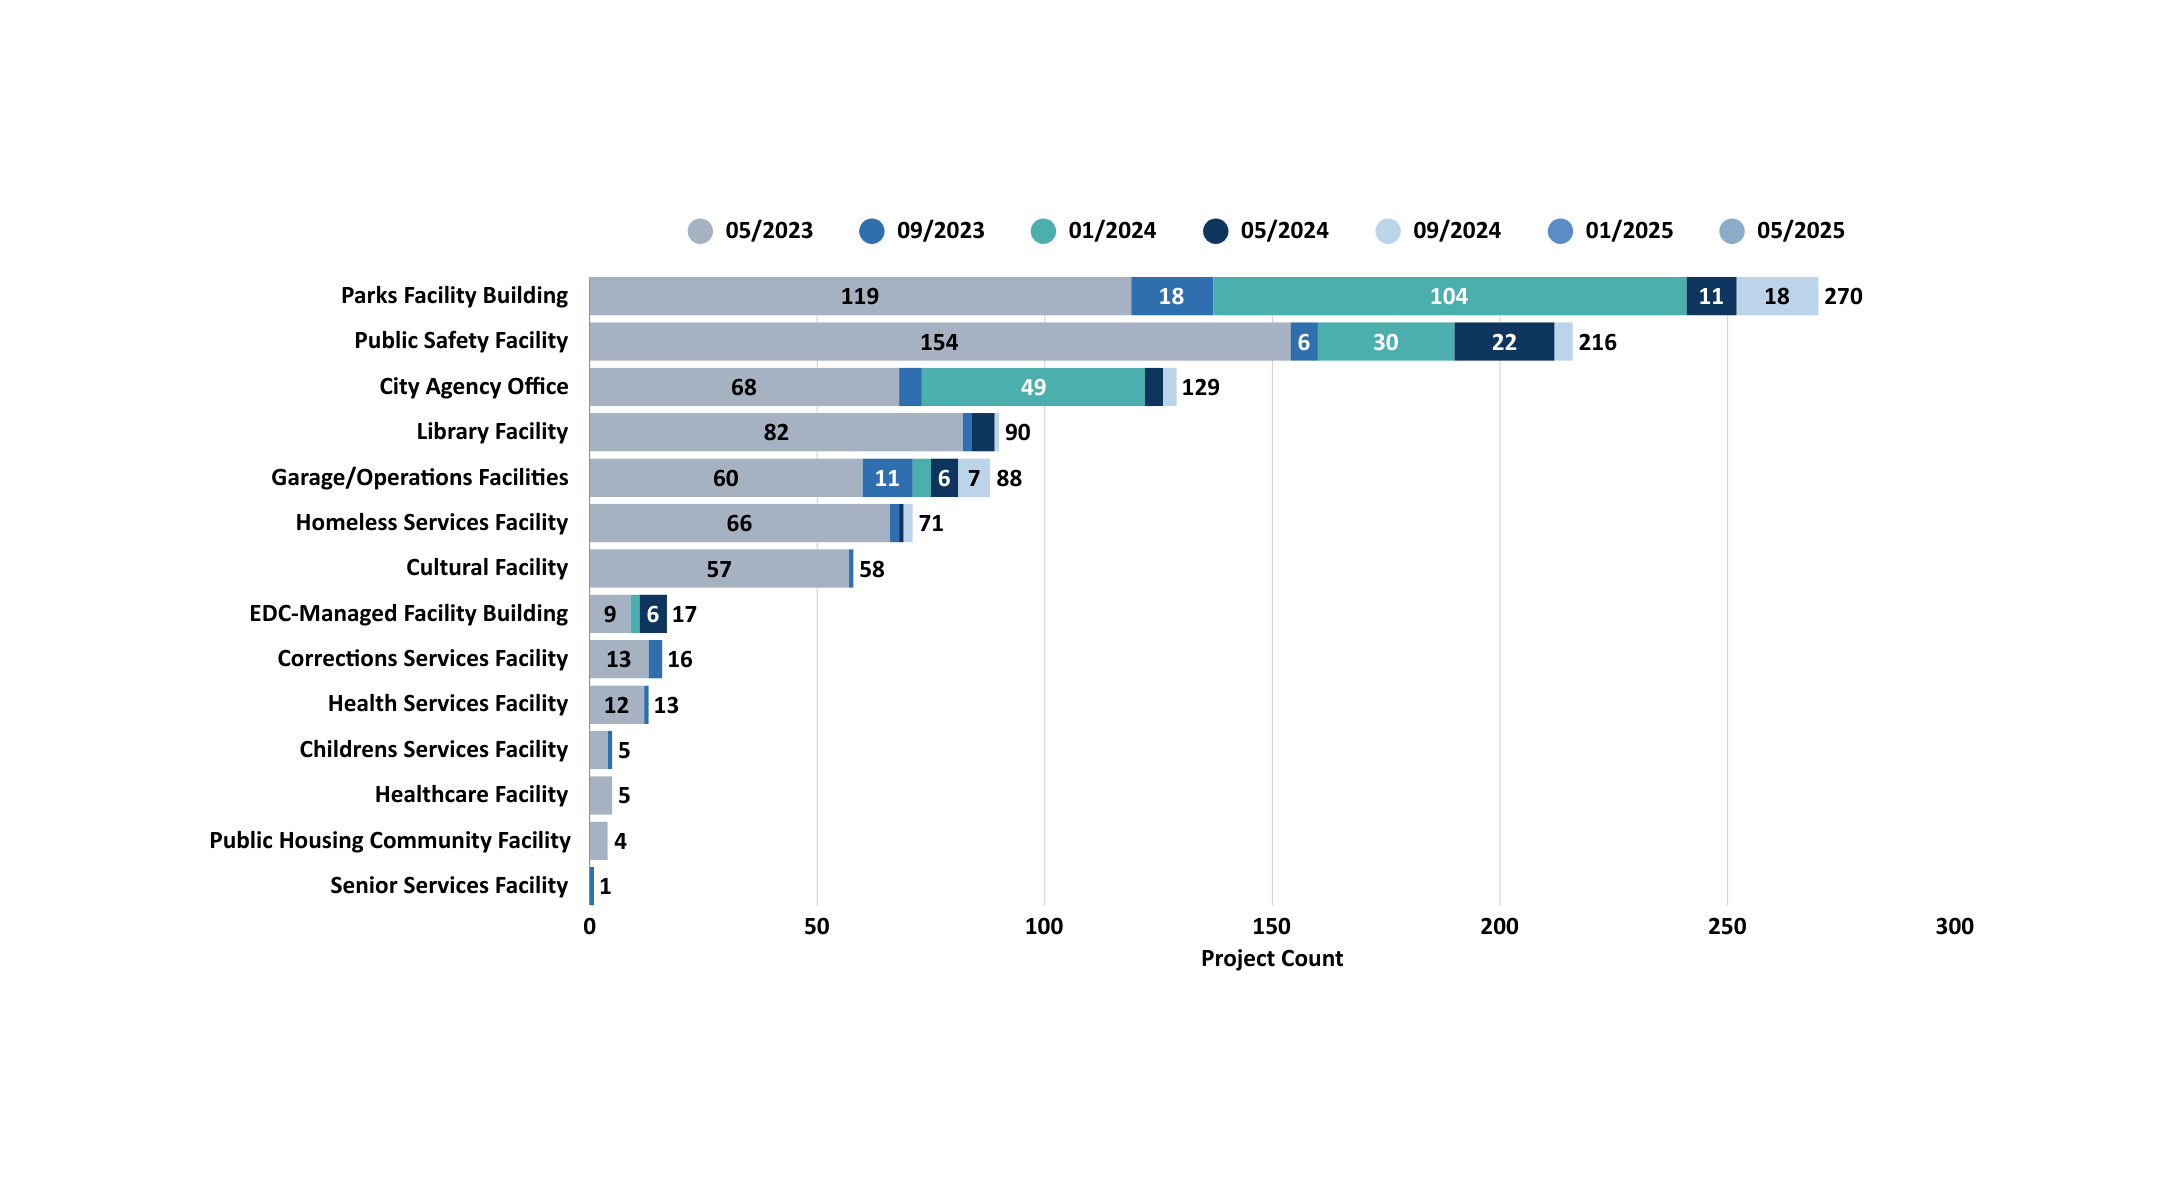 05/2023 09/2023 01/2024 05/2024 09/2024 01/2025 05/2025
Parks Facility Building 119 18 104 11 18 270
Public Safety Facility 154 6 30 22 216
City Agency Office 68 49 129
Library Facility 82 90
Garage/Operations Facilities 60 11 6 7 88
Homeless Services Facility 66 71
Cultural Facility 57 58
EDC-Managed Facility Building 9 6 17
Corrections Services Facility 13 16
Health Services Facility 12 13
Childrens Services Facility 5
Healthcare Facility 5
Public Housing Community Facility 4
Senior Services Facility 1
0 50 100 150 200 250 300
Project Count